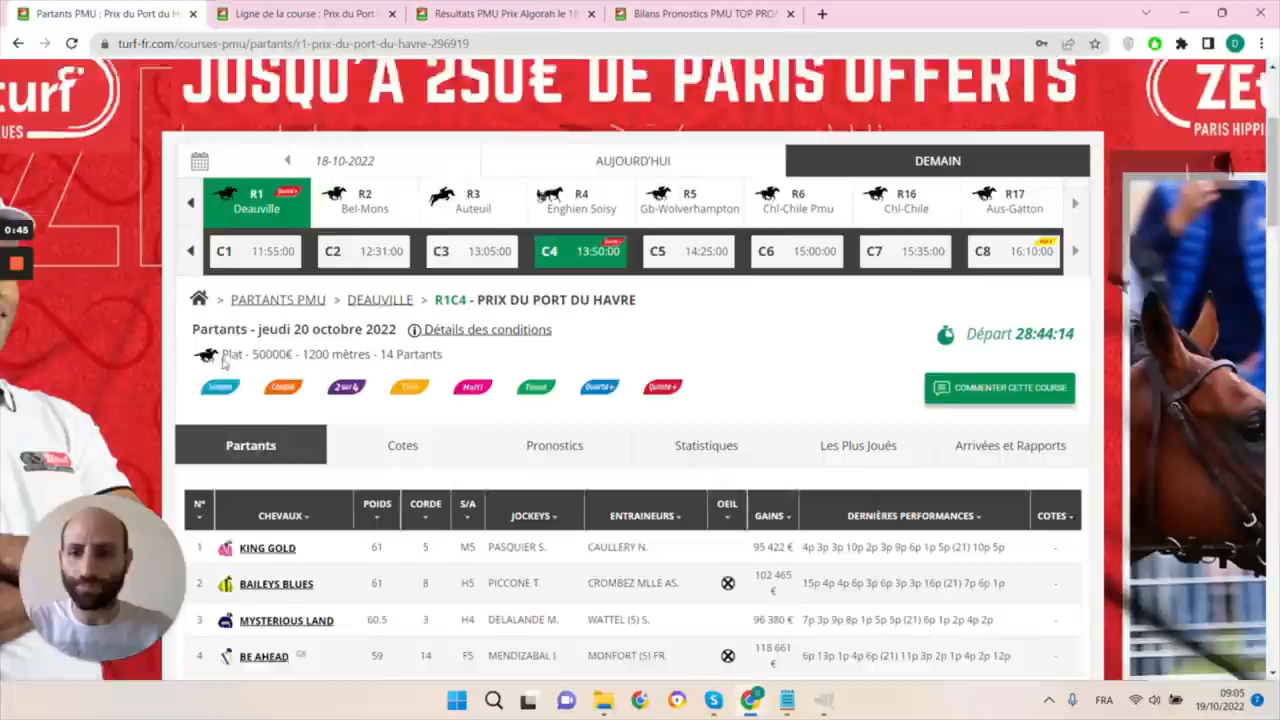 Partants PMU : Prix du Port du H
Ligne de la course : Prix du Port
Résultats PMU Prix Algorah le 18
Bilans Pronostics PMU TOP PRO
turf-fr.com/courses-pmu/partants/r1-prix-du-port-du-havre-296919
JUSQU'À 250€ DE PARIS OFFERTS
turf
QUES
ZEt
PARIS HIPPI
0:45
18-10-2022
AUJOURD'HUI
DEMAIN
R1 Quinté+ R2 R3 R4 R5 R6 R16 R17
Deauville Bel-Mons Auteuil Enghien Soisy Gb-Wolverhampton Chl-Chile Pmu Chl-Chile Aus-Gatton
C1 11:55:00 C2 12:31:00 C3 13:05:00 C4 13:50:00 C5 14:25:00 C6 15:00:00 C7 15:35:00 C8 16:10:00
> PARTANTS PMU > DEAUVILLE > R1C4 - PRIX DU PORT DU HAVRE
Partants - jeudi 20 octobre 2022 Détails des conditions
Départ 28:44:14
Plat - 50000€ - 1200 mètres - 14 Partants
Simple Couplé 2sur4 Trio Multi Tiercé Quarté+ Quinté+
COMMENTER CETTE COURSE
Partants Cotes Pronostics Statistiques Les Plus Joués Arrivées et Rapports
N° CHEVAUX POIDS CORDE S/A JOCKEYS ENTRAINEURS OEIL GAINS DERNIÈRES PERFORMANCES COTES
1 KING GOLD 61 5 M5 PASQUIER S. CAULLERY N. 95 422 € 4p 3p 3p 10p 2p 3p 9p 6p 1p 5p (21) 10p 5p -
2 BAILEYS BLUES 61 8 H5 PICCONE T. CROMBEZ MLLE AS. 102 465 € 15p 4p 4p 6p 3p 6p 3p 3p 16p (21) 7p 6p 1p -
3 MYSTERIOUS LAND 60.5 3 H4 DELALANDE M. WATTEL (S) S. 96 380 € 7p 3p 9p 8p 1p 5p 5p (21) 6p 1p 2p 4p 2p -
4 BE AHEAD GB 59 14 F5 MENDIZABAL I. MONFORT (S) FR. 118 661 € 6p 13p 1p 4p 6p (21) 11p 3p 2p 1p 4p 2p 12p -
FRA
09:05
19/10/2022